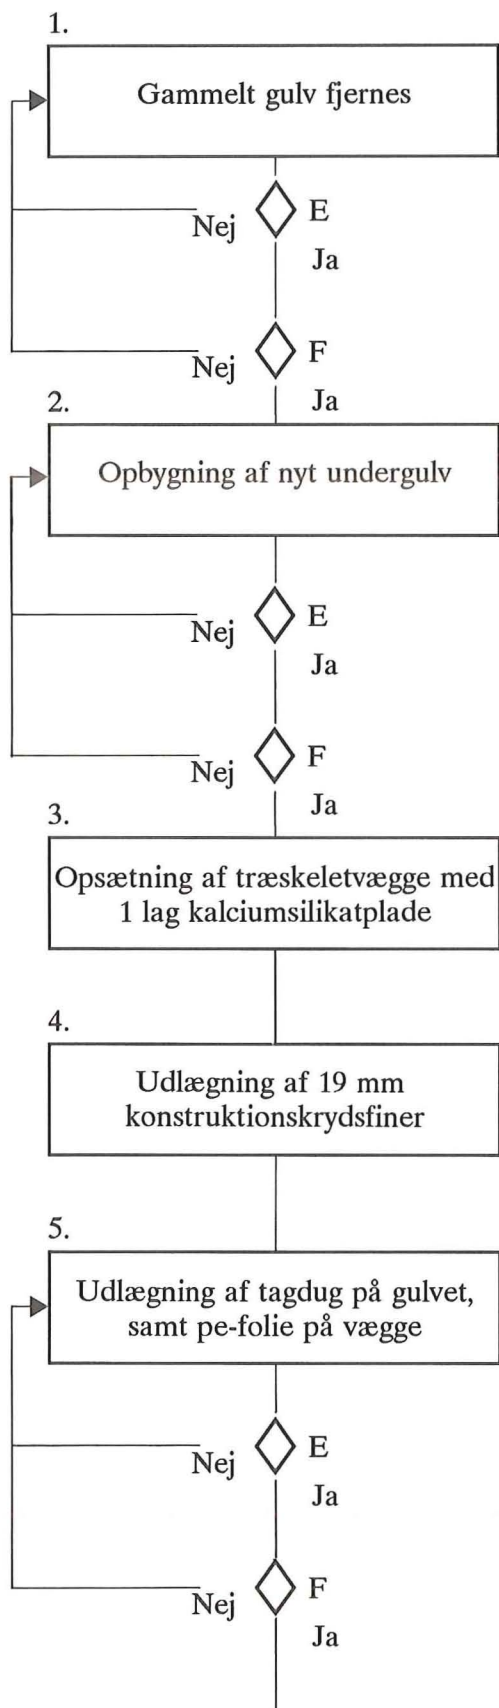 1.
Gammelt gulv fjernes
Nej
E
Ja
Nej
F
Ja
2.
Opbygning af nyt undergulv
Nej
E
Ja
Nej
F
Ja
3.
Opsætning af træskeletvægge med
1 lag kalciumsilikatplade
4.
Udlægning af 19 mm
konstruktionskrydsfiner
5.
Udlægning af tagdug på gulvet,
samt pe-folie på vægge
Nej
E
Ja
Nej
F
Ja